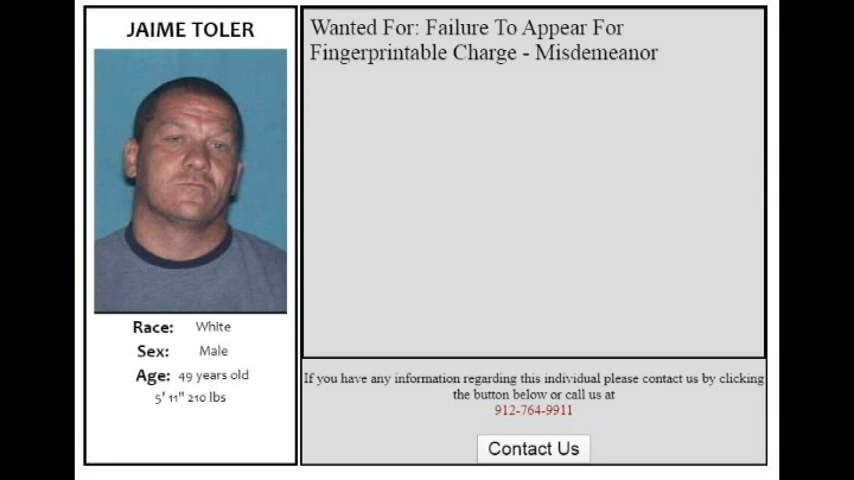 JAIME TOLER
Race: White
Sex: Male
Age: 49 years old
5' 11" 210 lbs
Wanted For: Failure To Appear For
Fingerprintable Charge - Misdemeanor
If you have any information regarding this individual please contact us by clicking
the button below or call us at
912-764-9911
Contact Us